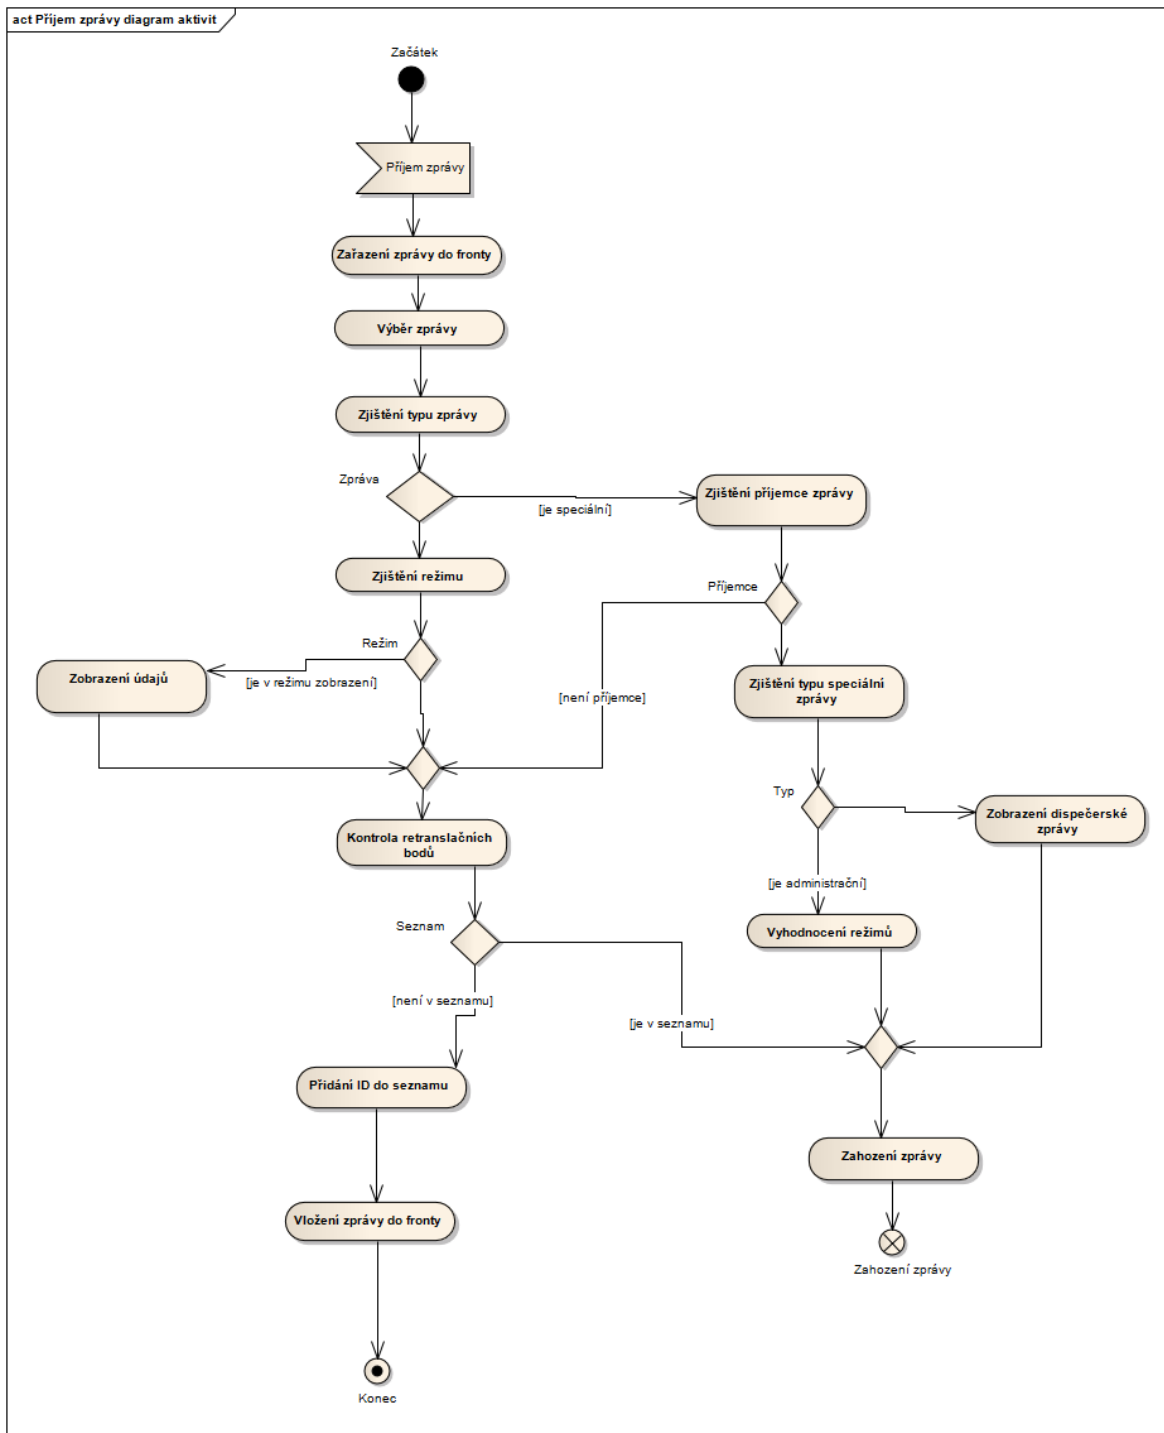 act Příjem zprávy diagram aktivit
Začátek
Příjem zprávy
Zařazení zprávy do fronty
Výběr zprávy
Zjištění typu zprávy
Zpráva
[je speciální]
Zjištění příjemce zprávy
Zjištění režimu
Příjemce
Režim
Zobrazení údajů
[je v režimu zobrazení]
[není příjemce]
Zjištění typu speciální
zprávy
Typ
Zobrazení dispečerské
zprávy
Kontrola retranslačních
bodů
[je administrační]
Seznam
Vyhodnocení režimů
[není v seznamu]
[je v seznamu]
Přidání ID do seznamu
Zahození zprávy
Vložení zprávy do fronty
Zahození zprávy
Konec